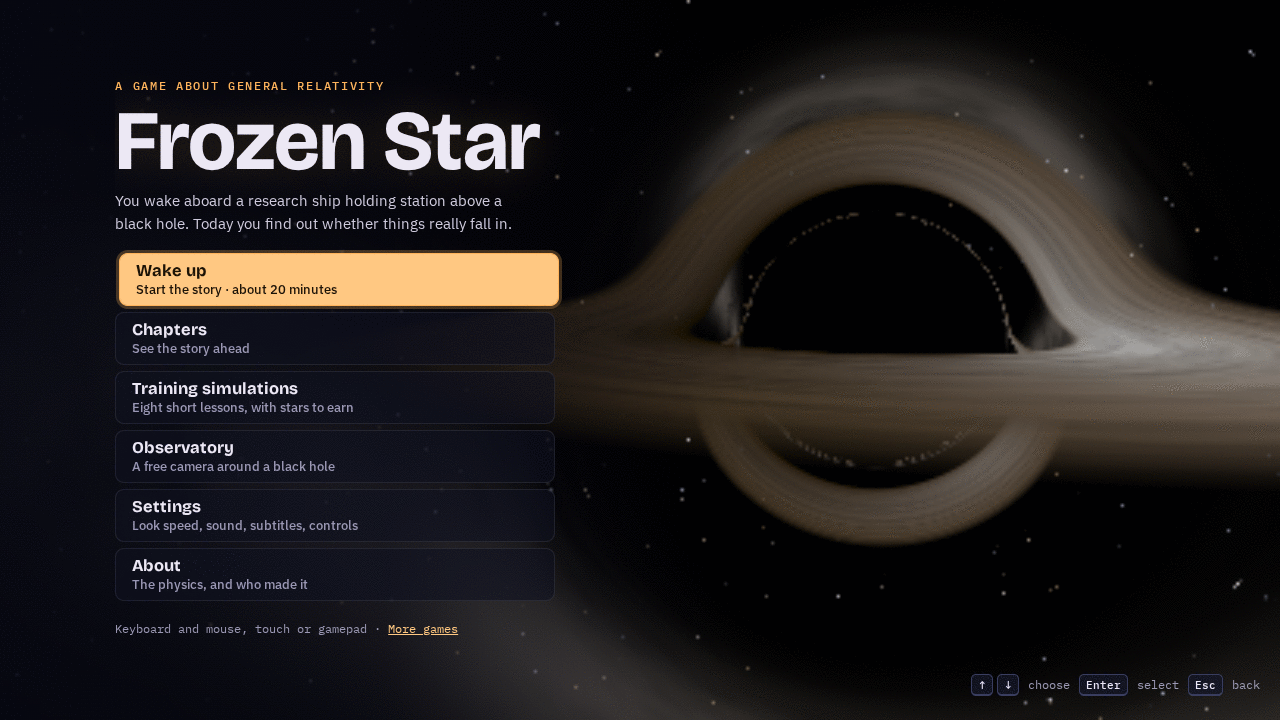 A GAME ABOUT GENERAL RELATIVITY
Frozen Star
You wake aboard a research ship holding station above a
black hole. Today you find out whether things really fall in.
Wake up
Start the story · about 20 minutes
Chapters
See the story ahead
Training simulations
Eight short lessons, with stars to earn
Observatory
A free camera around a black hole
Settings
Look speed, sound, subtitles, controls
About
The physics, and who made it
Keyboard and mouse, touch or gamepad · More games
↑ ↓ choose Enter select Esc back